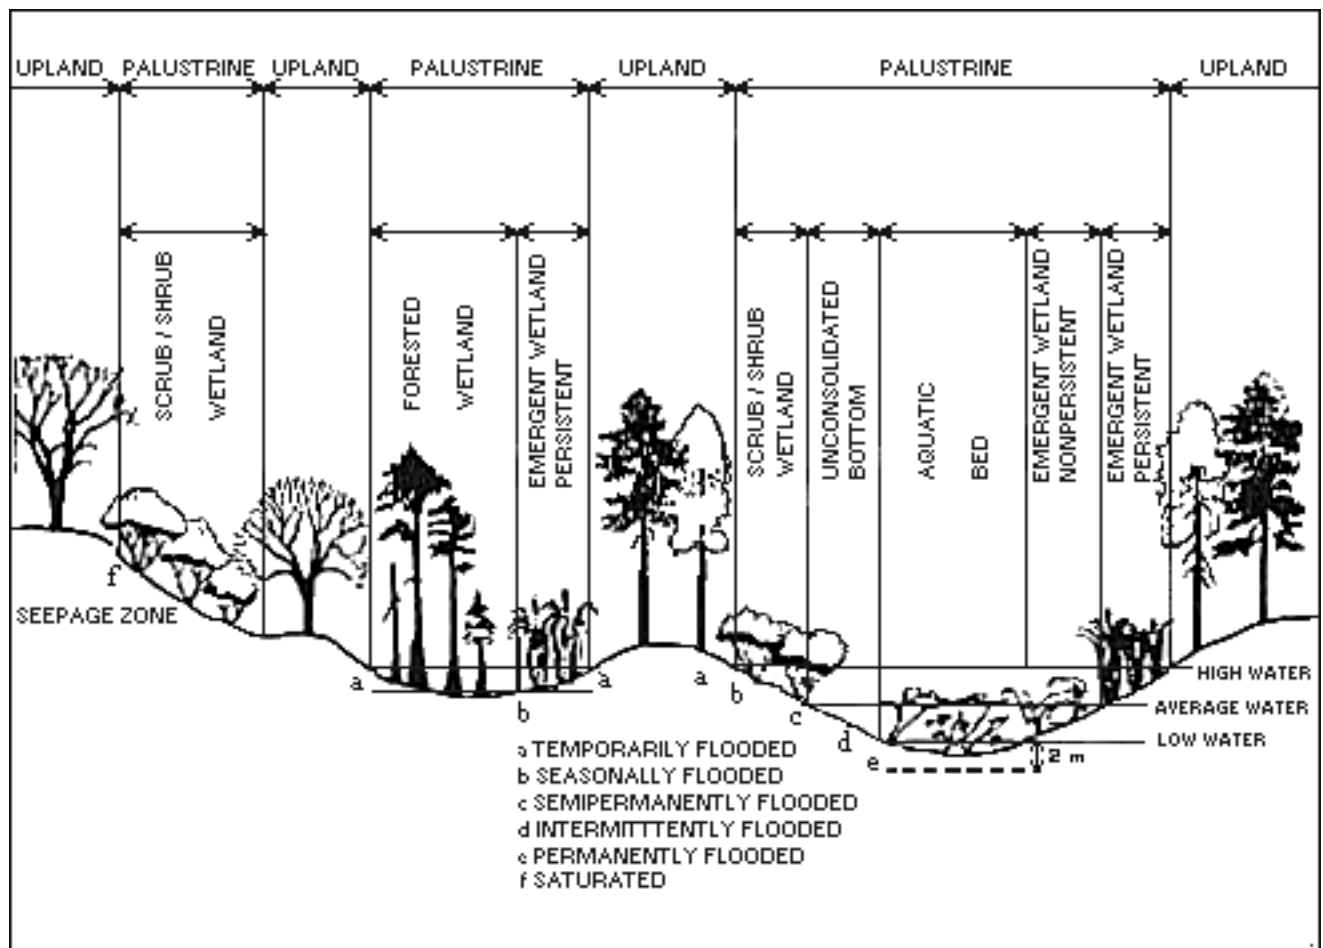 UPLAND PALUSTRINE UPLAND PALUSTRINE UPLAND PALUSTRINE UPLAND
SCRUB / SHRUB
WETLAND
FORESTED
WETLAND
EMERGENT WETLAND
PERSISTENT
SCRUB / SHRUB
WETLAND
UNCONSOLIDATED
BOTTOM
AQUATIC
BED
EMERGENT WETLAND
NONPERSISTENT
EMERGENT WETLAND
PERSISTENT
f
SEEPAGE ZONE
a
b
a
a
b
c
d
e
HIGH WATER
AVERAGE WATER
LOW WATER
2 m
a TEMPORARILY FLOODED
b SEASONALLY FLOODED
c SEMIPERMANENTLY FLOODED
d INTERMITTTENTLY FLOODED
e PERMANENTLY FLOODED
f SATURATED